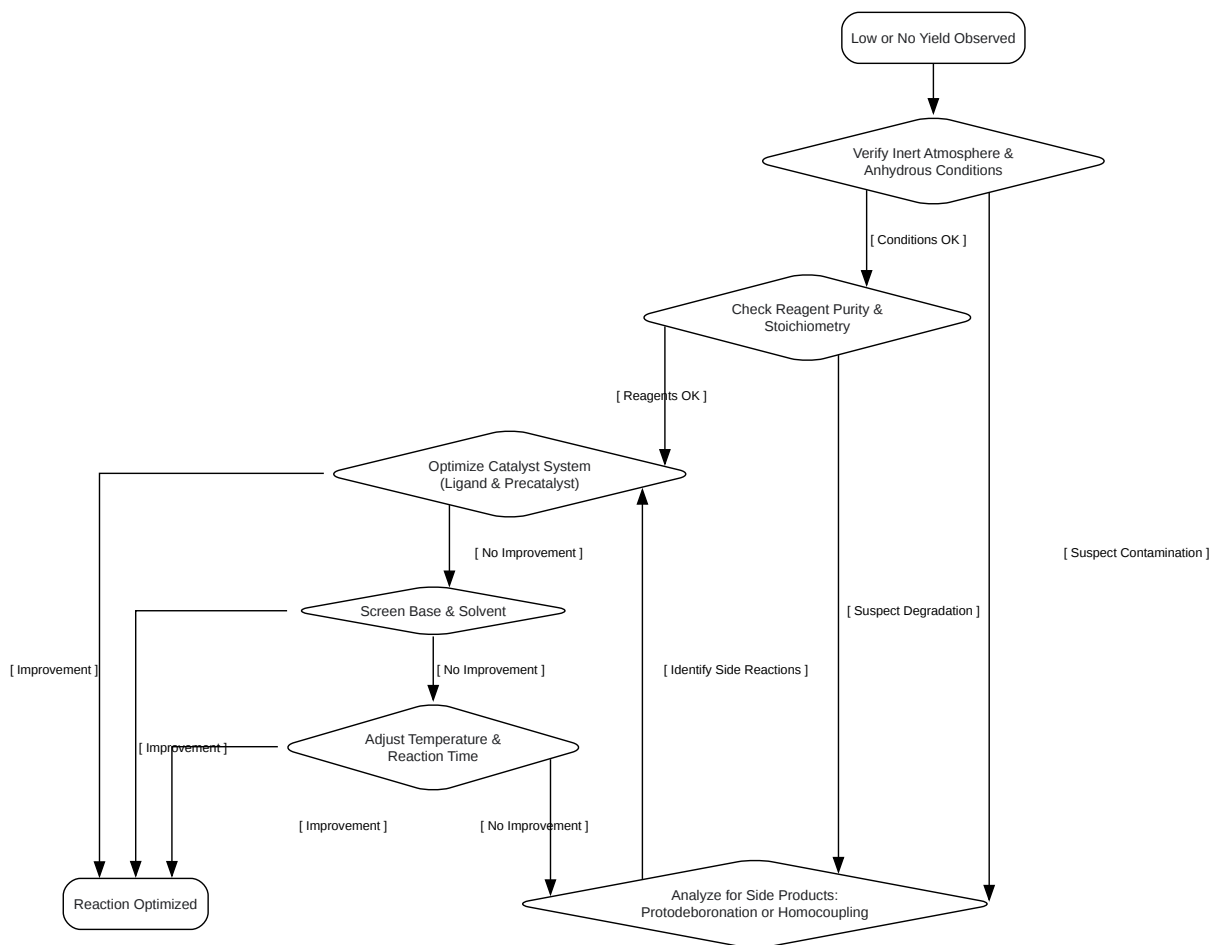 Low or No Yield Observed
Verify Inert Atmosphere &
Anhydrous Conditions
[ Conditions OK ]
Check Reagent Purity &
Stoichiometry
[ Reagents OK ]
Optimize Catalyst System
(Ligand & Precatalyst)
[ No Improvement ]
[ Suspect Contamination ]
Screen Base & Solvent
[ Suspect Degradation ]
[ Improvement ]
[ No Improvement ]
[ Identify Side Reactions ]
Adjust Temperature &
Reaction Time
[ Improvement ]
[ Improvement ]
[ No Improvement ]
Reaction Optimized
Analyze for Side Products:
Protodeboronation or Homocoupling